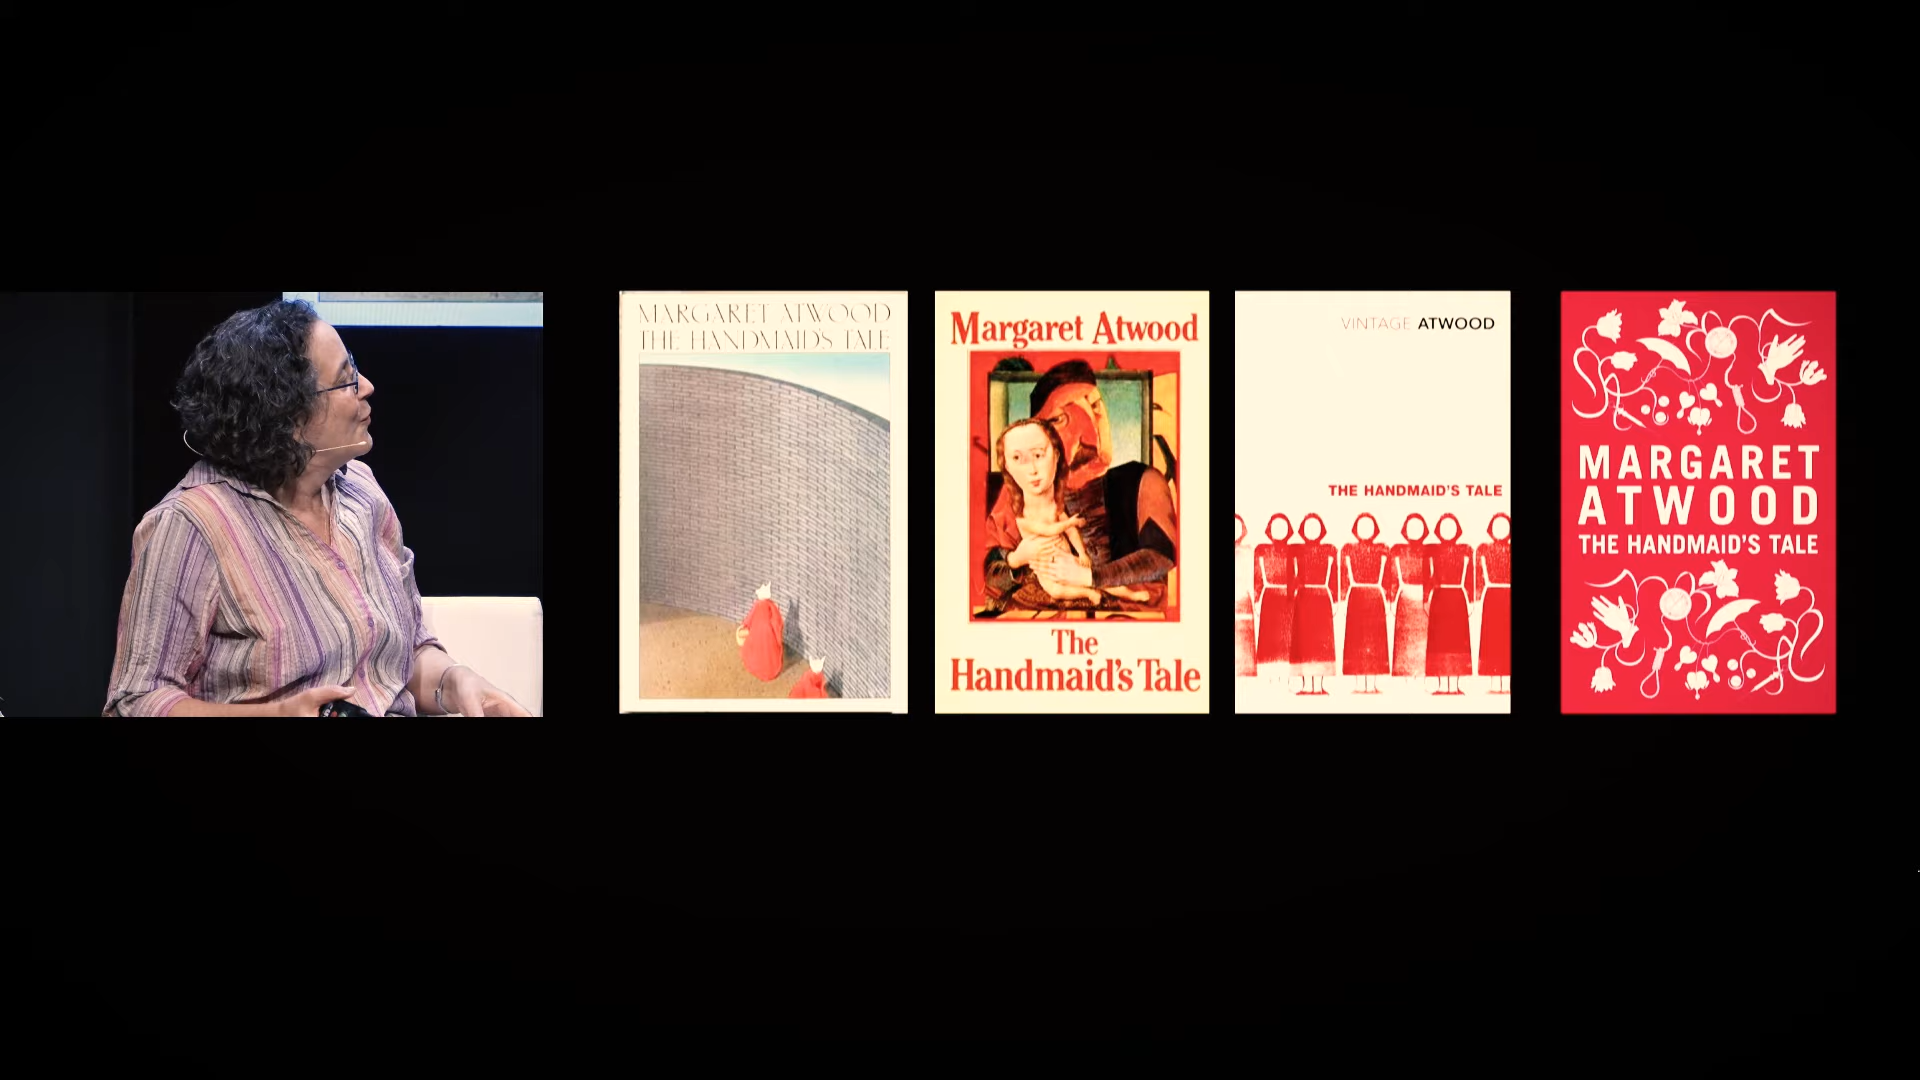 MARGARET ATWOOD
THE HANDMAID'S TALE
Margaret Atwood
The
Handmaid's Tale
VINTAGE ATWOOD
THE HANDMAID'S TALE
MARGARET
ATWOOD
THE HANDMAID'S TALE